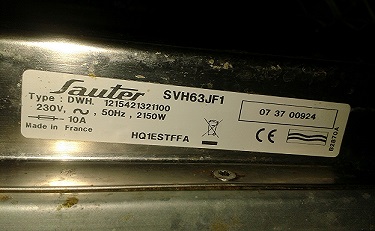 Sauter SVH63JF1
Type : DWH. 1215421321100
230V, 50Hz, 2150W
10A
Made in France
HQ1ESTFFA
07 37 00924
CE